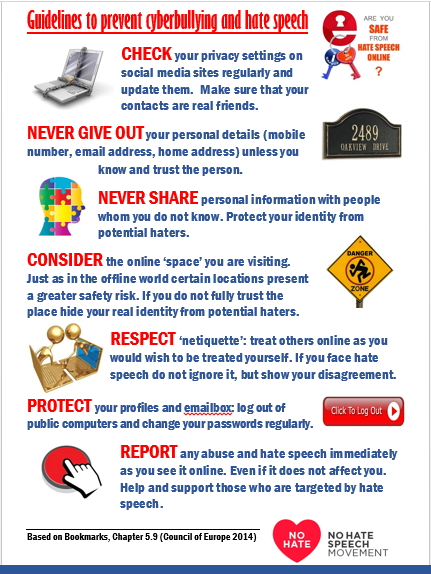 Guidelines to prevent cyberbullying and hate speech
ARE YOU
SAFE
FROM
HATE SPEECH
ONLINE
?
CHECK your privacy settings on
social media sites regularly and
update them. Make sure that your
contacts are real friends.
NEVER GIVE OUT your personal details (mobile
number, email address, home address) unless you
know and trust the person.
2489
OAKVIEW DRIVE
NEVER SHARE personal information with people
whom you do not know. Protect your identity from
potential haters.
CONSIDER the online ‘space’ you are visiting.
Just as in the offline world certain locations present
a greater safety risk. If you do not fully trust the
place hide your real identity from potential haters.
DANGER
ZONE
RESPECT ‘netiquette’: treat others online as you
would wish to be treated yourself. If you face hate
speech do not ignore it, but show your disagreement.
PROTECT your profiles and emailbox: log out of
public computers and change your passwords regularly.
Click To Log Out
REPORT any abuse and hate speech immediately
as you see it online. Even if it does not affect you.
Help and support those who are targeted by hate
speech.
Based on Bookmarks, Chapter 5.9 (Council of Europe 2014)
NO
HATE
NO HATE
SPEECH
MOVEMENT